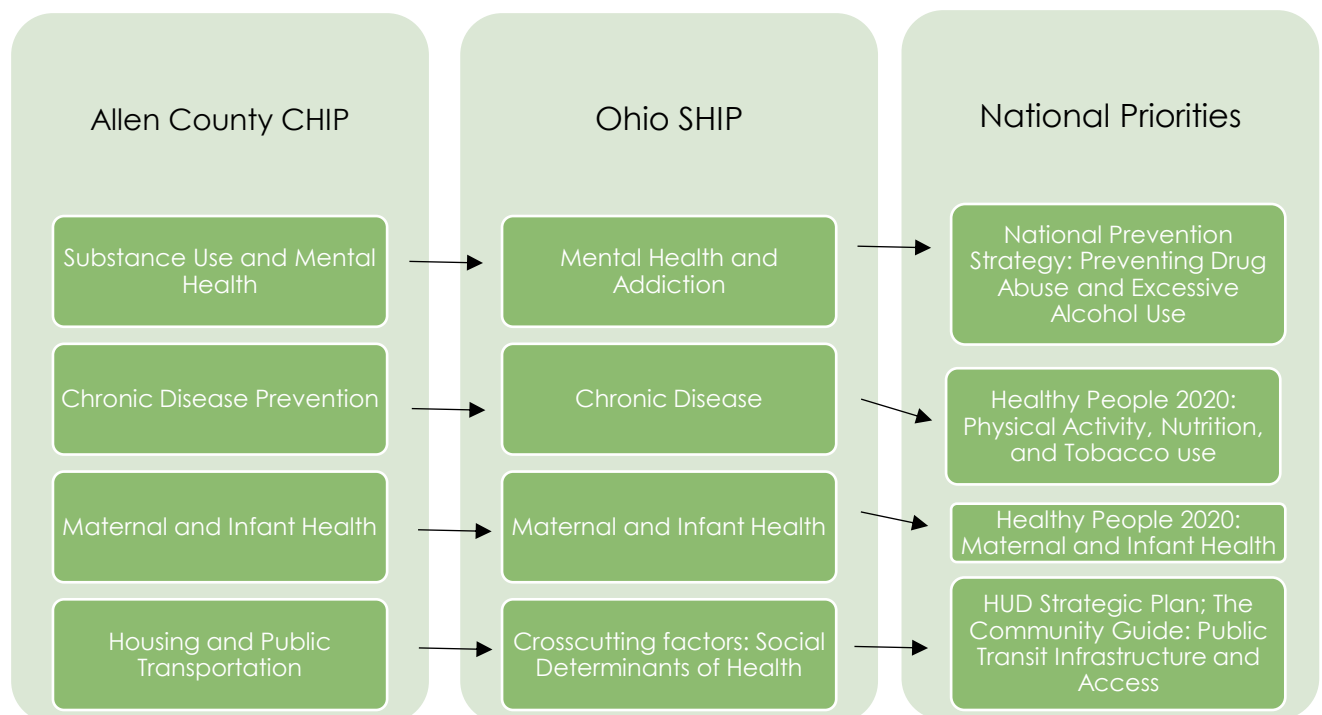 Allen County CHIP
Substance Use and Mental
Health
Chronic Disease Prevention
Maternal and Infant Health
Housing and Public
Transportation
Ohio SHIP
Mental Health and
Addiction
Chronic Disease
Maternal and Infant Health
Crosscutting factors: Social
Determinants of Health
National Priorities
National Prevention
Strategy: Preventing Drug
Abuse and Excessive
Alcohol Use
Healthy People 2020:
Physical Activity, Nutrition,
and Tobacco use
Healthy People 2020:
Maternal and Infant Health
HUD Strategic Plan; The
Community Guide: Public
Transit Infrastructure and
Access